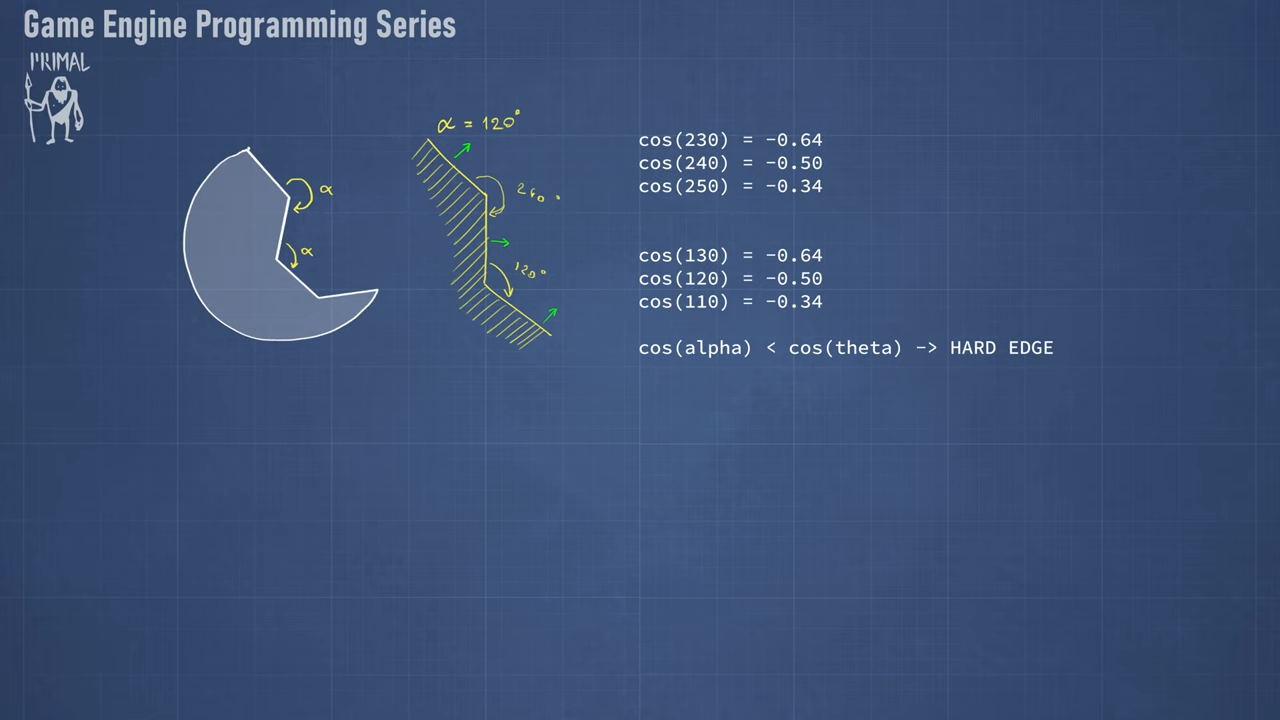 Game Engine Programming Series
PRIMAL
α = 120°
α
240°
α
120°
cos(230) = -0.64
cos(240) = -0.50
cos(250) = -0.34
cos(130) = -0.64
cos(120) = -0.50
cos(110) = -0.34
cos(alpha) < cos(theta) -> HARD EDGE